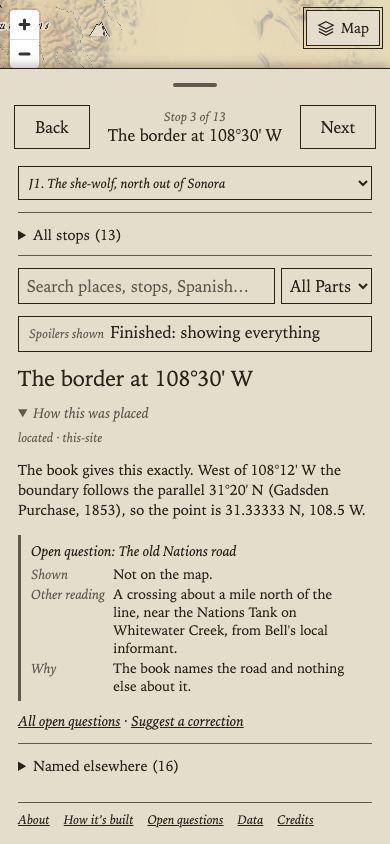 +
Map
−
Back
Stop 3 of 13
The border at 108°30' W
Next
J1. The she-wolf, north out of Sonora
All stops (13)
Search places, stops, Spanish…
All Parts
Spoilers shown Finished: showing everything
The border at 108°30' W
How this was placed
located · this-site
The book gives this exactly. West of 108°12' W the
boundary follows the parallel 31°20' N (Gadsden
Purchase, 1853), so the point is 31.33333 N, 108.5 W.
Open question: The old Nations road
Shown Not on the map.
Other reading A crossing about a mile north of the
line, near the Nations Tank on
Whitewater Creek, from Bell's local
informant.
Why The book names the road and nothing
else about it.
All open questions · Suggest a correction
Named elsewhere (16)
About How it's built Open questions Data Credits